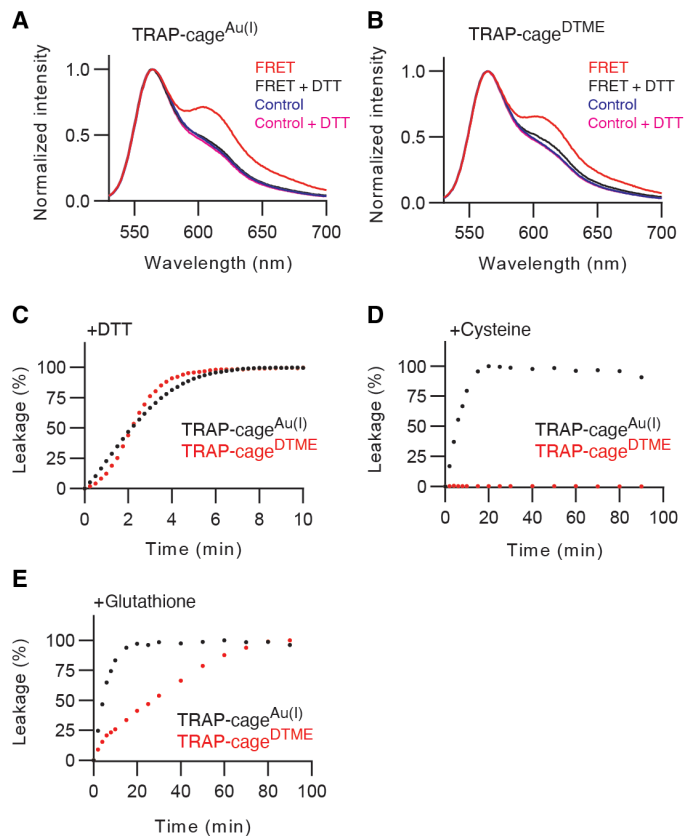 A
TRAP-cageAu(I)
Normalized intensity
1.0
0.5
0.0
FRET
FRET + DTT
Control
Control + DTT
550
600
650
700
Wavelength (nm)
B
TRAP-cageDTME
Normalized intensity
1.0
0.5
0.0
FRET
FRET + DTT
Control
Control + DTT
550
600
650
700
Wavelength (nm)
C
+DTT
Leakage (%)
100
75
50
25
0
TRAP-cageAu(I)
TRAP-cageDTME
0
2
4
6
8
10
Time (min)
D
+Cysteine
Leakage (%)
100
75
50
25
0
TRAP-cageAu(I)
TRAP-cageDTME
0
20
40
60
80
100
Time (min)
E
+Glutathione
Leakage (%)
100
75
50
25
0
TRAP-cageAu(I)
TRAP-cageDTME
0
20
40
60
80
100
Time (min)